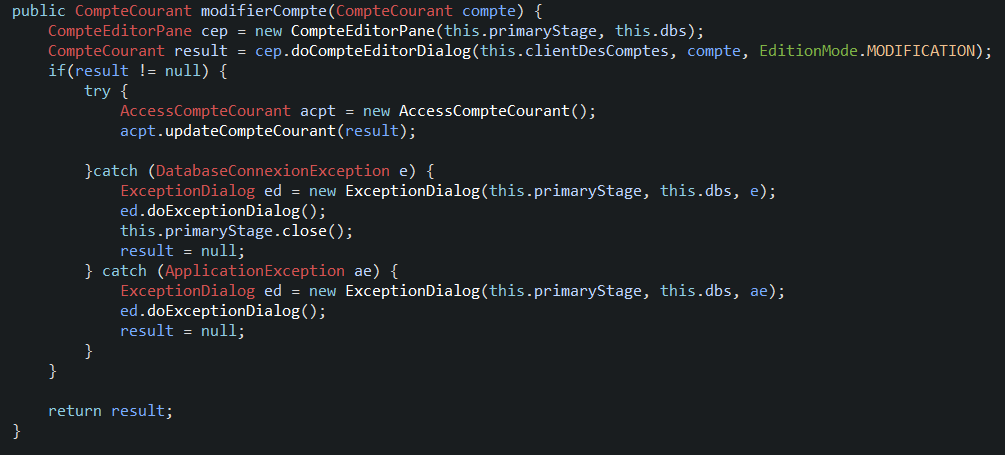 public CompteCourant modifierCompte(CompteCourant compte) {
    CompteEditorPane cep = new CompteEditorPane(this.primaryStage, this.dbs);
    CompteCourant result = cep.doCompteEditorDialog(this.clientDesComptes, compte, EditionMode.MODIFICATION);
    if(result != null) {
        try {
            AccessCompteCourant acpt = new AccessCompteCourant();
            acpt.updateCompteCourant(result);

        }catch (DatabaseConnexionException e) {
            ExceptionDialog ed = new ExceptionDialog(this.primaryStage, this.dbs, e);
            ed.doExceptionDialog();
            this.primaryStage.close();
            result = null;
        } catch (ApplicationException ae) {
            ExceptionDialog ed = new ExceptionDialog(this.primaryStage, this.dbs, ae);
            ed.doExceptionDialog();
            result = null;
        }
    }

    return result;
}